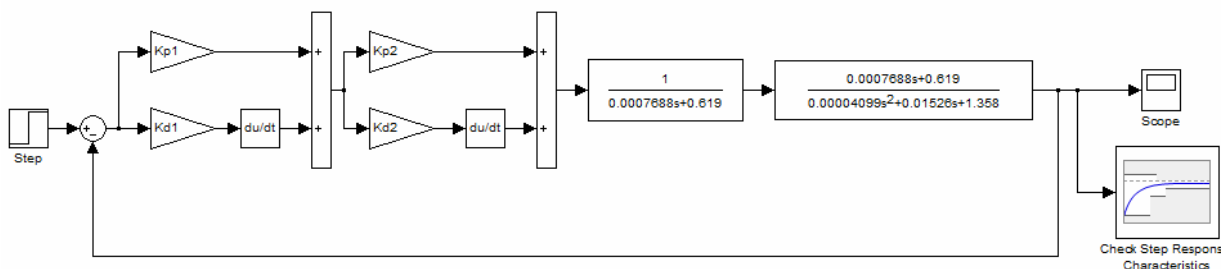 Step
+
−
Kp1
Kd1
du/dt
+
+
Kp2
Kd2
du/dt
+
+
1
0.0007688s+0.619
0.0007688s+0.619
0.00004099s²+0.01526s+1.358
Scope
Check Step Respons
Characteristics